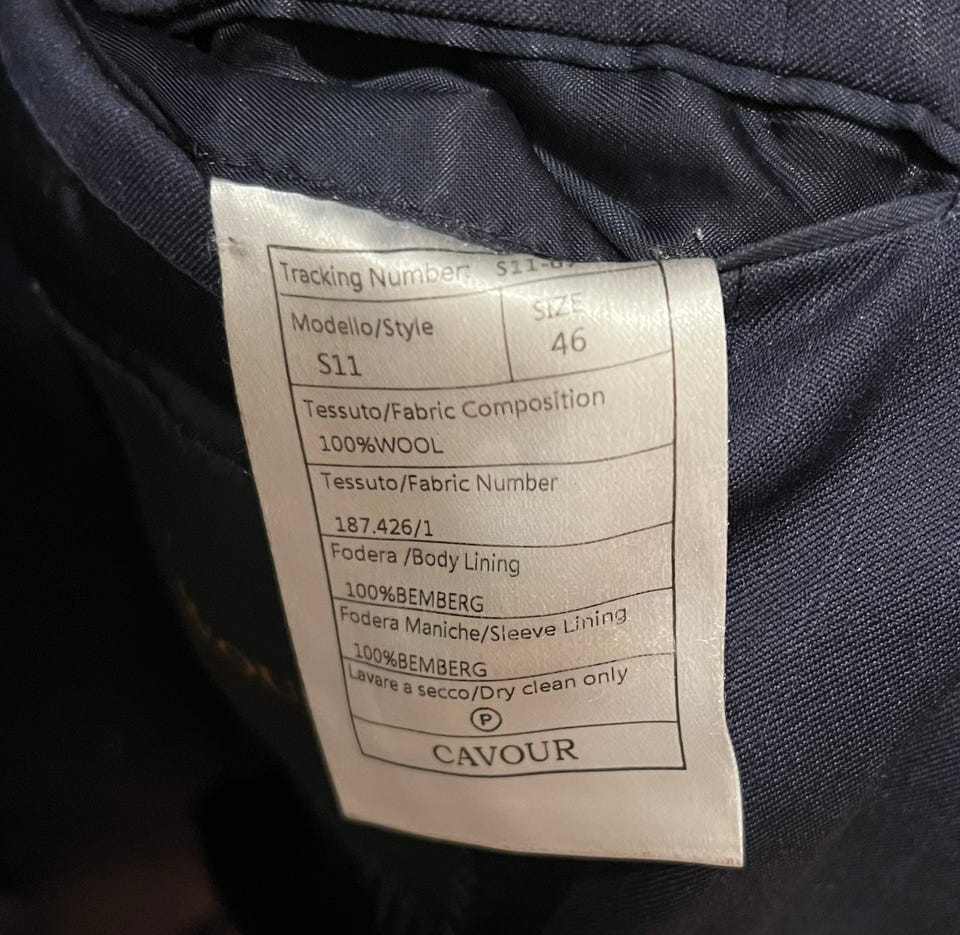 Tracking Number:
Modello/Style
S11
SIZE
46
Tessuto/Fabric Composition
100%WOOL
Tessuto/Fabric Number
187.426/1
Fodera /Body Lining
100%BEMBERG
Fodera Maniche/Sleeve Lining
100%BEMBERG
Lavare a secco/Dry clean only
P
CAVOUR